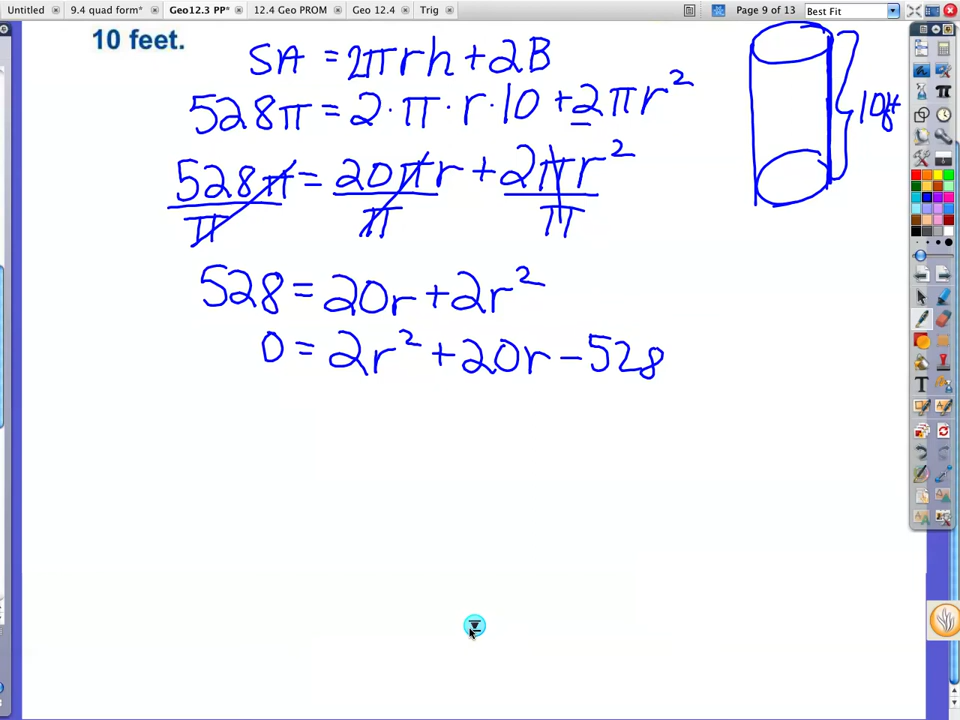 Untitled 9.4 quad form* Geo12.3 PP* 12.4 Geo PROM Geo 12.4 Trig Page 9 of 13 Best Fit
10 feet.
SA = 2πrh + 2B
528π = 2·π·r·10 + 2πr²
528π/π = 20πr/π + 2πr²/π
528 = 20r + 2r²
0 = 2r² + 20r − 528
10ft